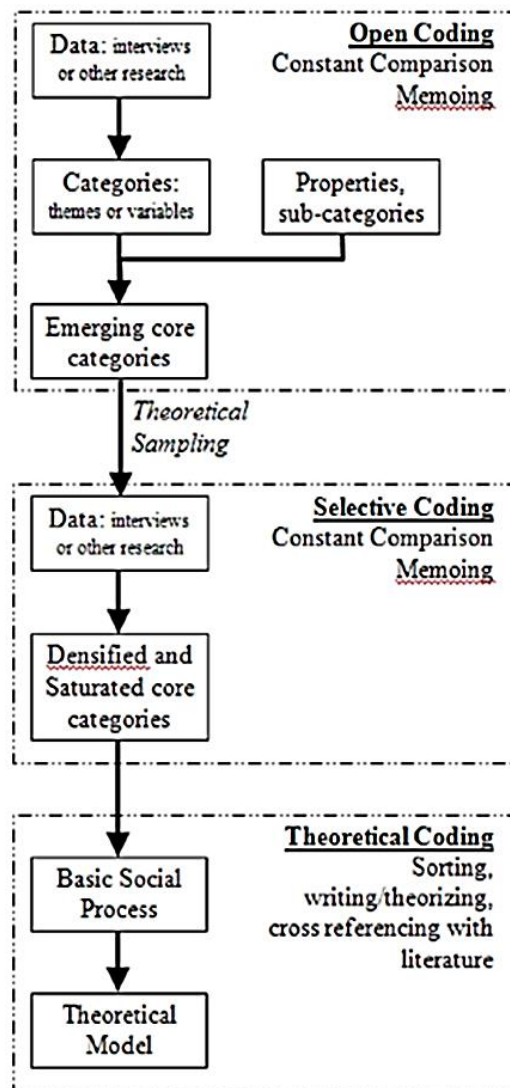 Data: interviews
or other research
Open Coding
Constant Comparison
Memoing
Categories:
themes or variables
Properties,
sub-categories
Emerging core
categories
Theoretical
Sampling
Data: interviews
or other research
Selective Coding
Constant Comparison
Memoing
Densified and
Saturated core
categories
Theoretical Coding
Sorting,
writing/theorizing,
cross referencing with
literature
Basic Social
Process
Theoretical
Model